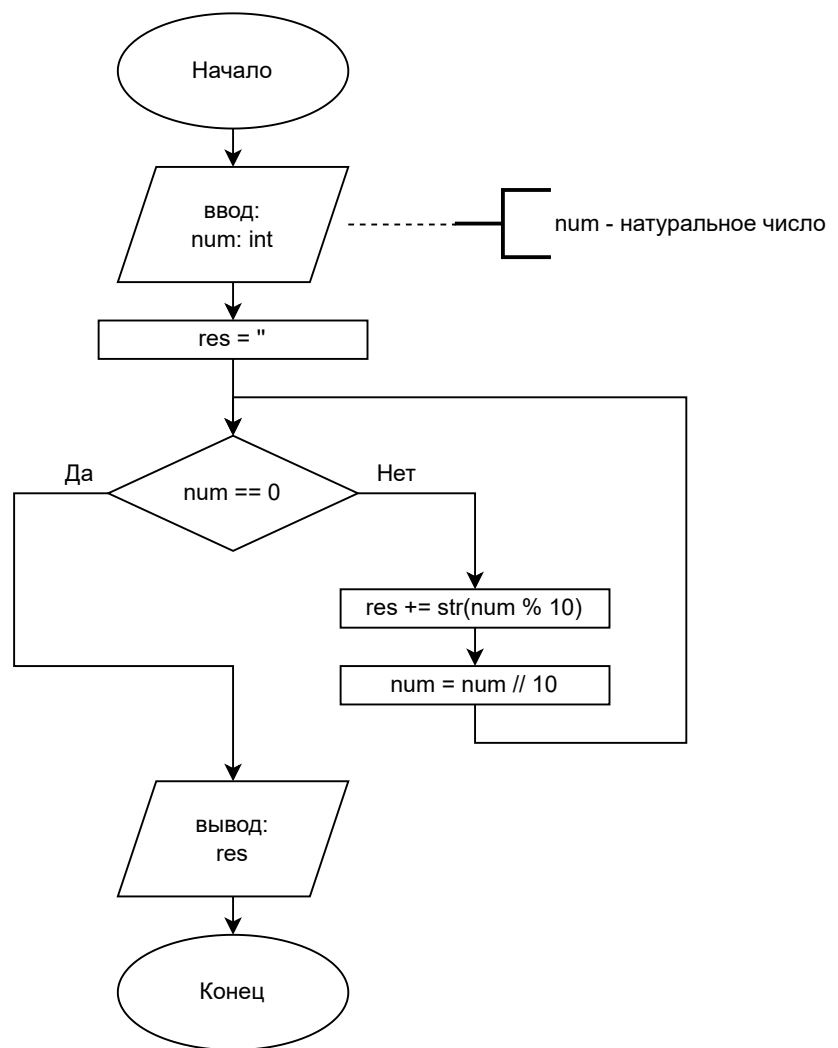 Начало
ввод:
num: int
num - натуральное число
res = ''
Да
num == 0
Нет
res += str(num % 10)
num = num // 10
вывод:
res
Конец